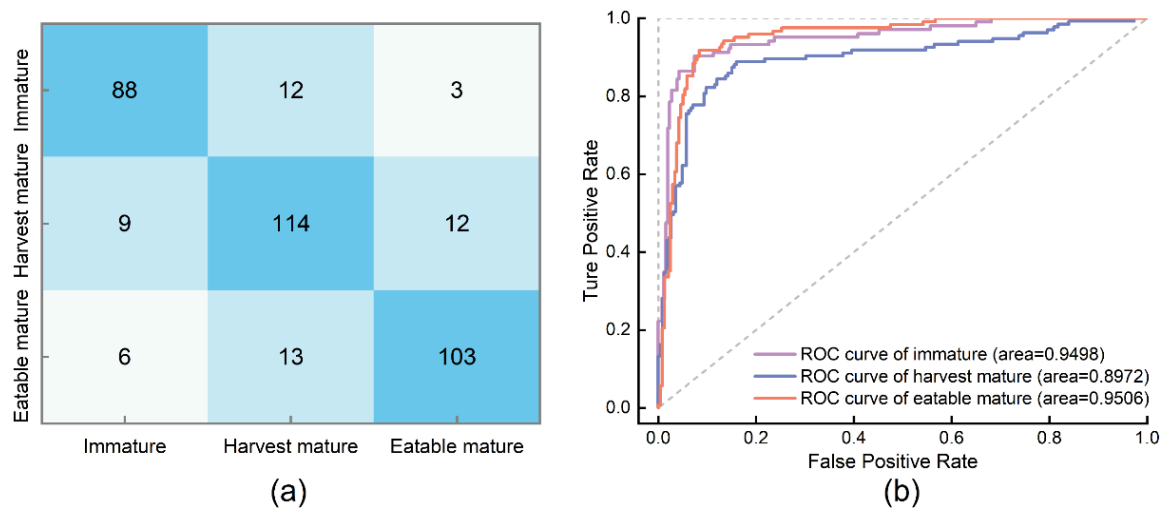 Immature
88
12
3
Harvest mature
9
114
12
Eatable mature
6
13
103
Immature
Harvest mature
Eatable mature
(a)
Ture Positive Rate
1.0
0.8
0.6
0.4
0.2
0.0
ROC curve of immature (area=0.9498)
ROC curve of harvest mature (area=0.8972)
ROC curve of eatable mature (area=0.9506)
0.0
0.2
0.4
0.6
0.8
1.0
False Positive Rate
(b)